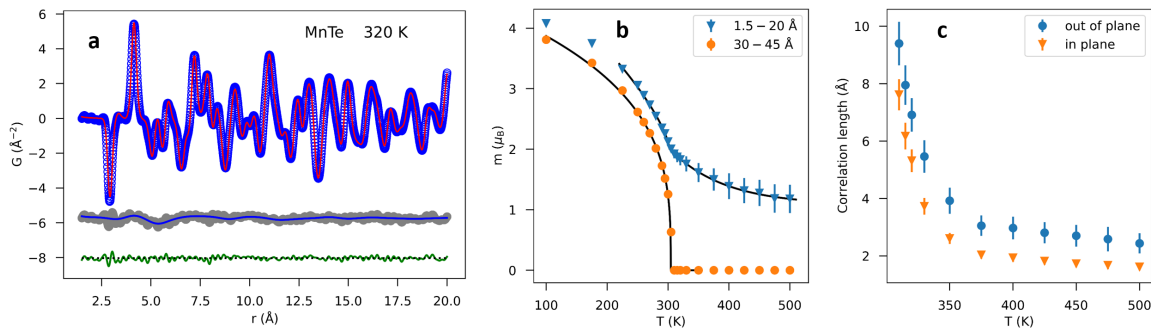 a
MnTe 320 K
6
4
2
0
−2
−4
−6
−8
G (Å⁻²)
2.5 5.0 7.5 10.0 12.5 15.0 17.5 20.0
r (Å)
b
1.5 − 20 Å
30 − 45 Å
4
3
2
1
0
m (μ_B)
100 200 300 400 500
T (K)
c
out of plane
in plane
10
8
6
4
2
Correlation length (Å)
350 400 450 500
T (K)